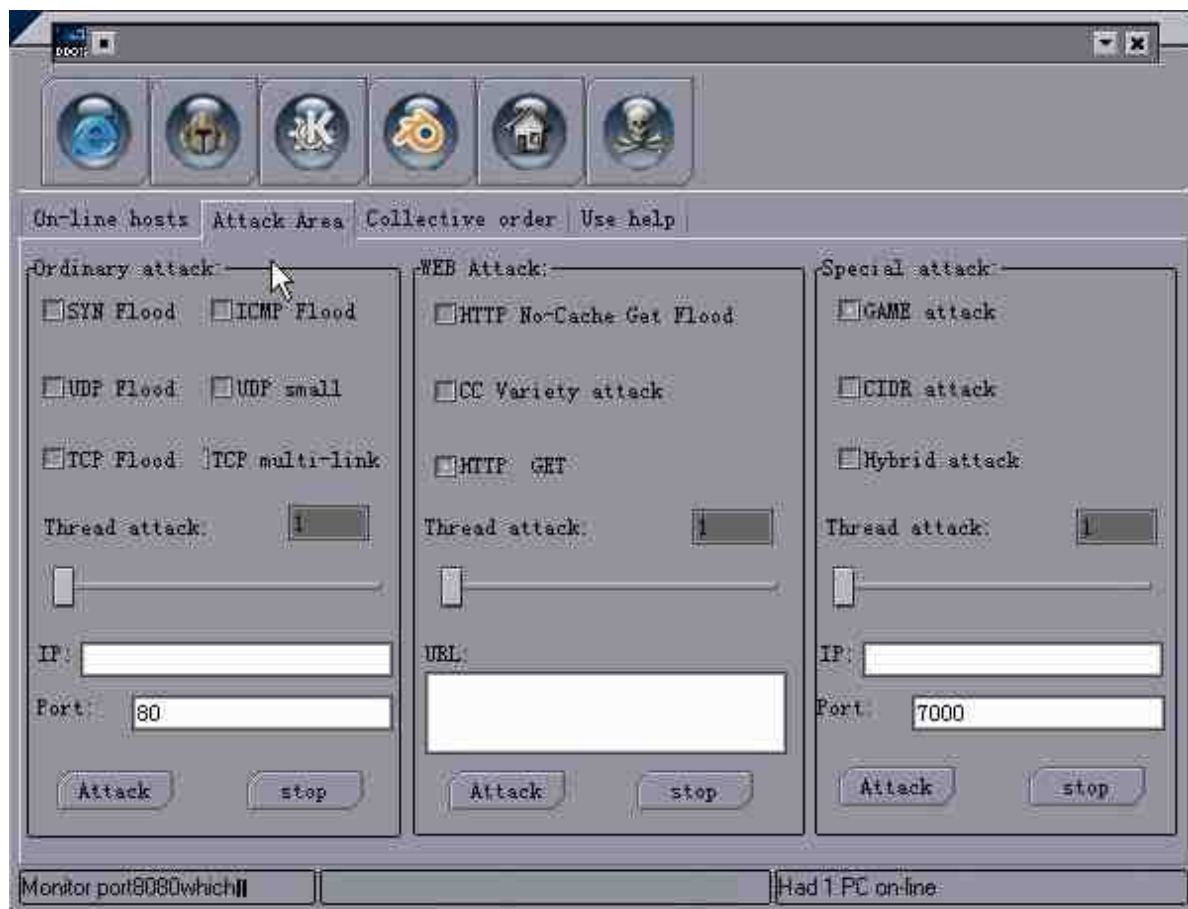 DDOS
On-line hosts Attack Area Collective order Use help
Ordinary attack:
SYN Flood ICMP Flood
UDP Flood UDP small
TCP Flood TCP multi-link
Thread attack: 1
IP:
Port: 80
Attack stop
WEB Attack:
HTTP No-Cache Get Flood
CC Variety attack
HTTP GET
Thread attack: 1
URL:
Attack stop
Special attack:
GAME attack
CIDR attack
Hybrid attack
Thread attack: 1
IP:
Port: 7000
Attack stop
Monitor port8080which
Had 1 PC on-line